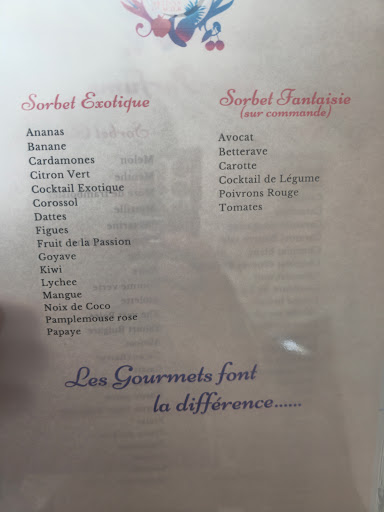 Sorbet Exotique
Ananas
Banane
Cardamones
Citron Vert
Cocktail Exotique
Corossol
Dattes
Figues
Fruit de la Passion
Goyave
Kiwi
Lychee
Mangue
Noix de Coco
Pamplemouse rose
Papaye
Sorbet Fantaisie
(sur commande)
Avocat
Betterave
Carotte
Cocktail de Légume
Poivrons Rouge
Tomates
Les Gourmets font
la différence......